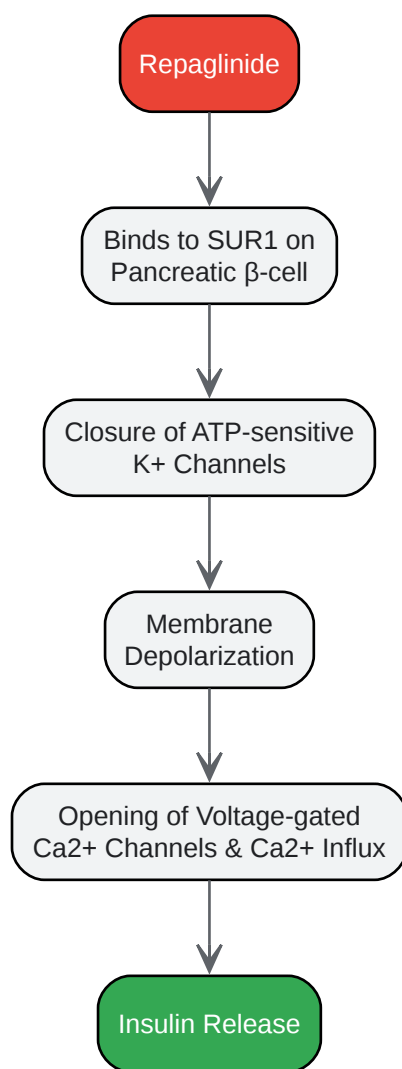 Repaglinide
Binds to SUR1 on
Pancreatic β-cell
Closure of ATP-sensitive
K+ Channels
Membrane
Depolarization
Opening of Voltage-gated
Ca2+ Channels & Ca2+ Influx
Insulin Release